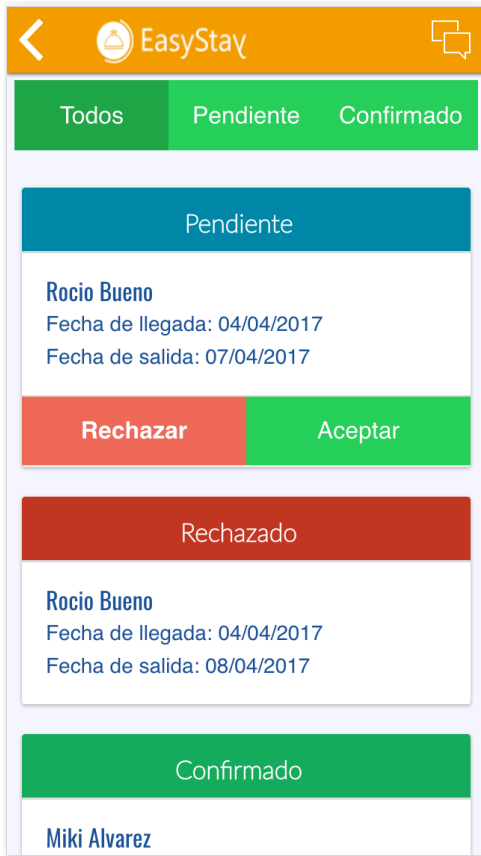 EasyStay
Todos Pendiente Confirmado
Pendiente
Rocio Bueno
Fecha de llegada: 04/04/2017
Fecha de salida: 07/04/2017
Rechazar Aceptar
Rechazado
Rocio Bueno
Fecha de llegada: 04/04/2017
Fecha de salida: 08/04/2017
Confirmado
Miki Alvarez